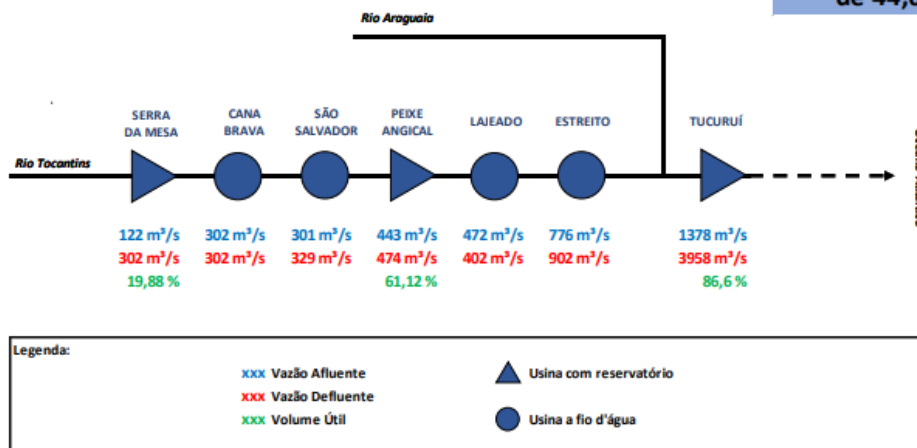 de 44,
Rio Araguaia
SERRA
DA MESA
CANA
BRAVA
SÃO
SALVADOR
PEIXE
ANGICAL
LAJEADO
ESTREITO
TUCURUÍ
Rio Tocantins
122 m³/s 302 m³/s 301 m³/s 443 m³/s 472 m³/s 776 m³/s 1378 m³/s
302 m³/s 302 m³/s 329 m³/s 474 m³/s 402 m³/s 902 m³/s 3958 m³/s
19,88 % 61,12 % 86,6 %
Legenda:
xxx Vazão Afluente
xxx Vazão Defluente
xxx Volume Útil
Usina com reservatório
Usina a fio d'água